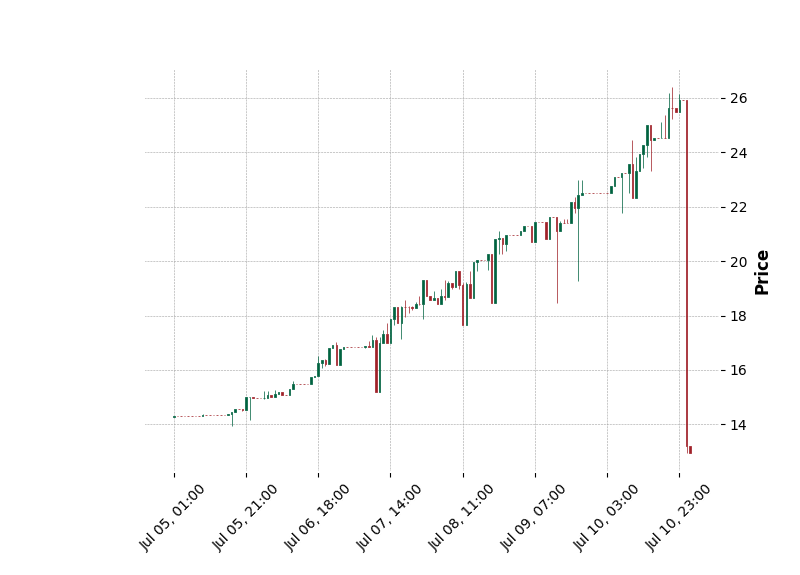 26
24
22
20
18
16
14
Price
Jul 05, 01:00
Jul 05, 21:00
Jul 06, 18:00
Jul 07, 14:00
Jul 08, 11:00
Jul 09, 07:00
Jul 10, 03:00
Jul 10, 23:00